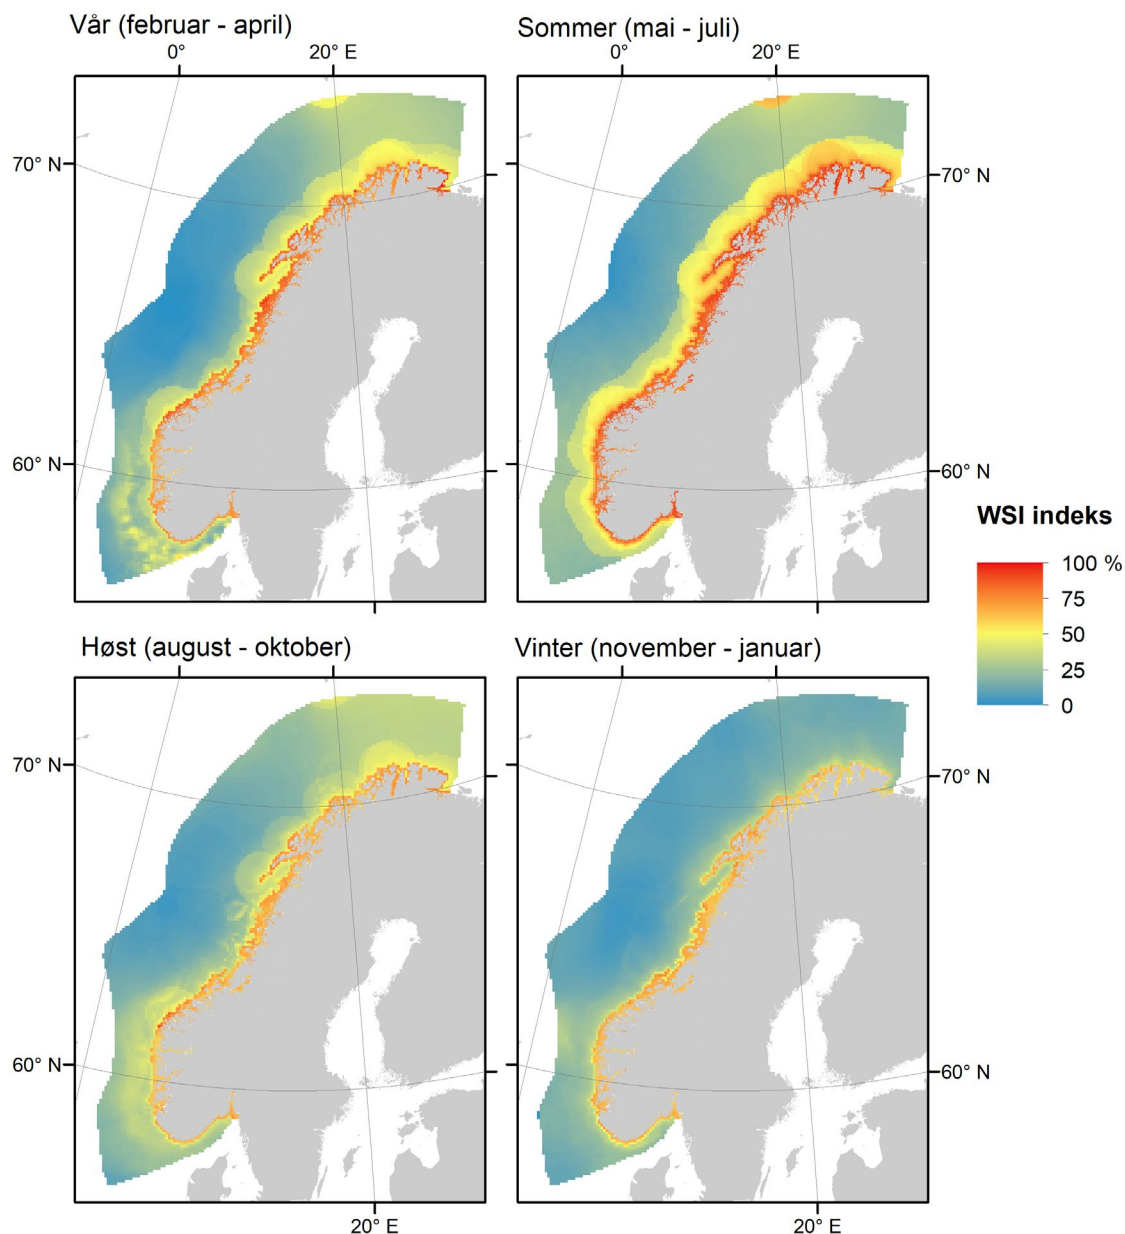 Vår (februar - april)
Sommer (mai - juli)
0°
20° E
0°
20° E
70° N
70° N
60° N
60° N
WSI indeks
100 %
75
50
25
0
Høst (august - oktober)
Vinter (november - januar)
70° N
70° N
60° N
60° N
20° E
20° E